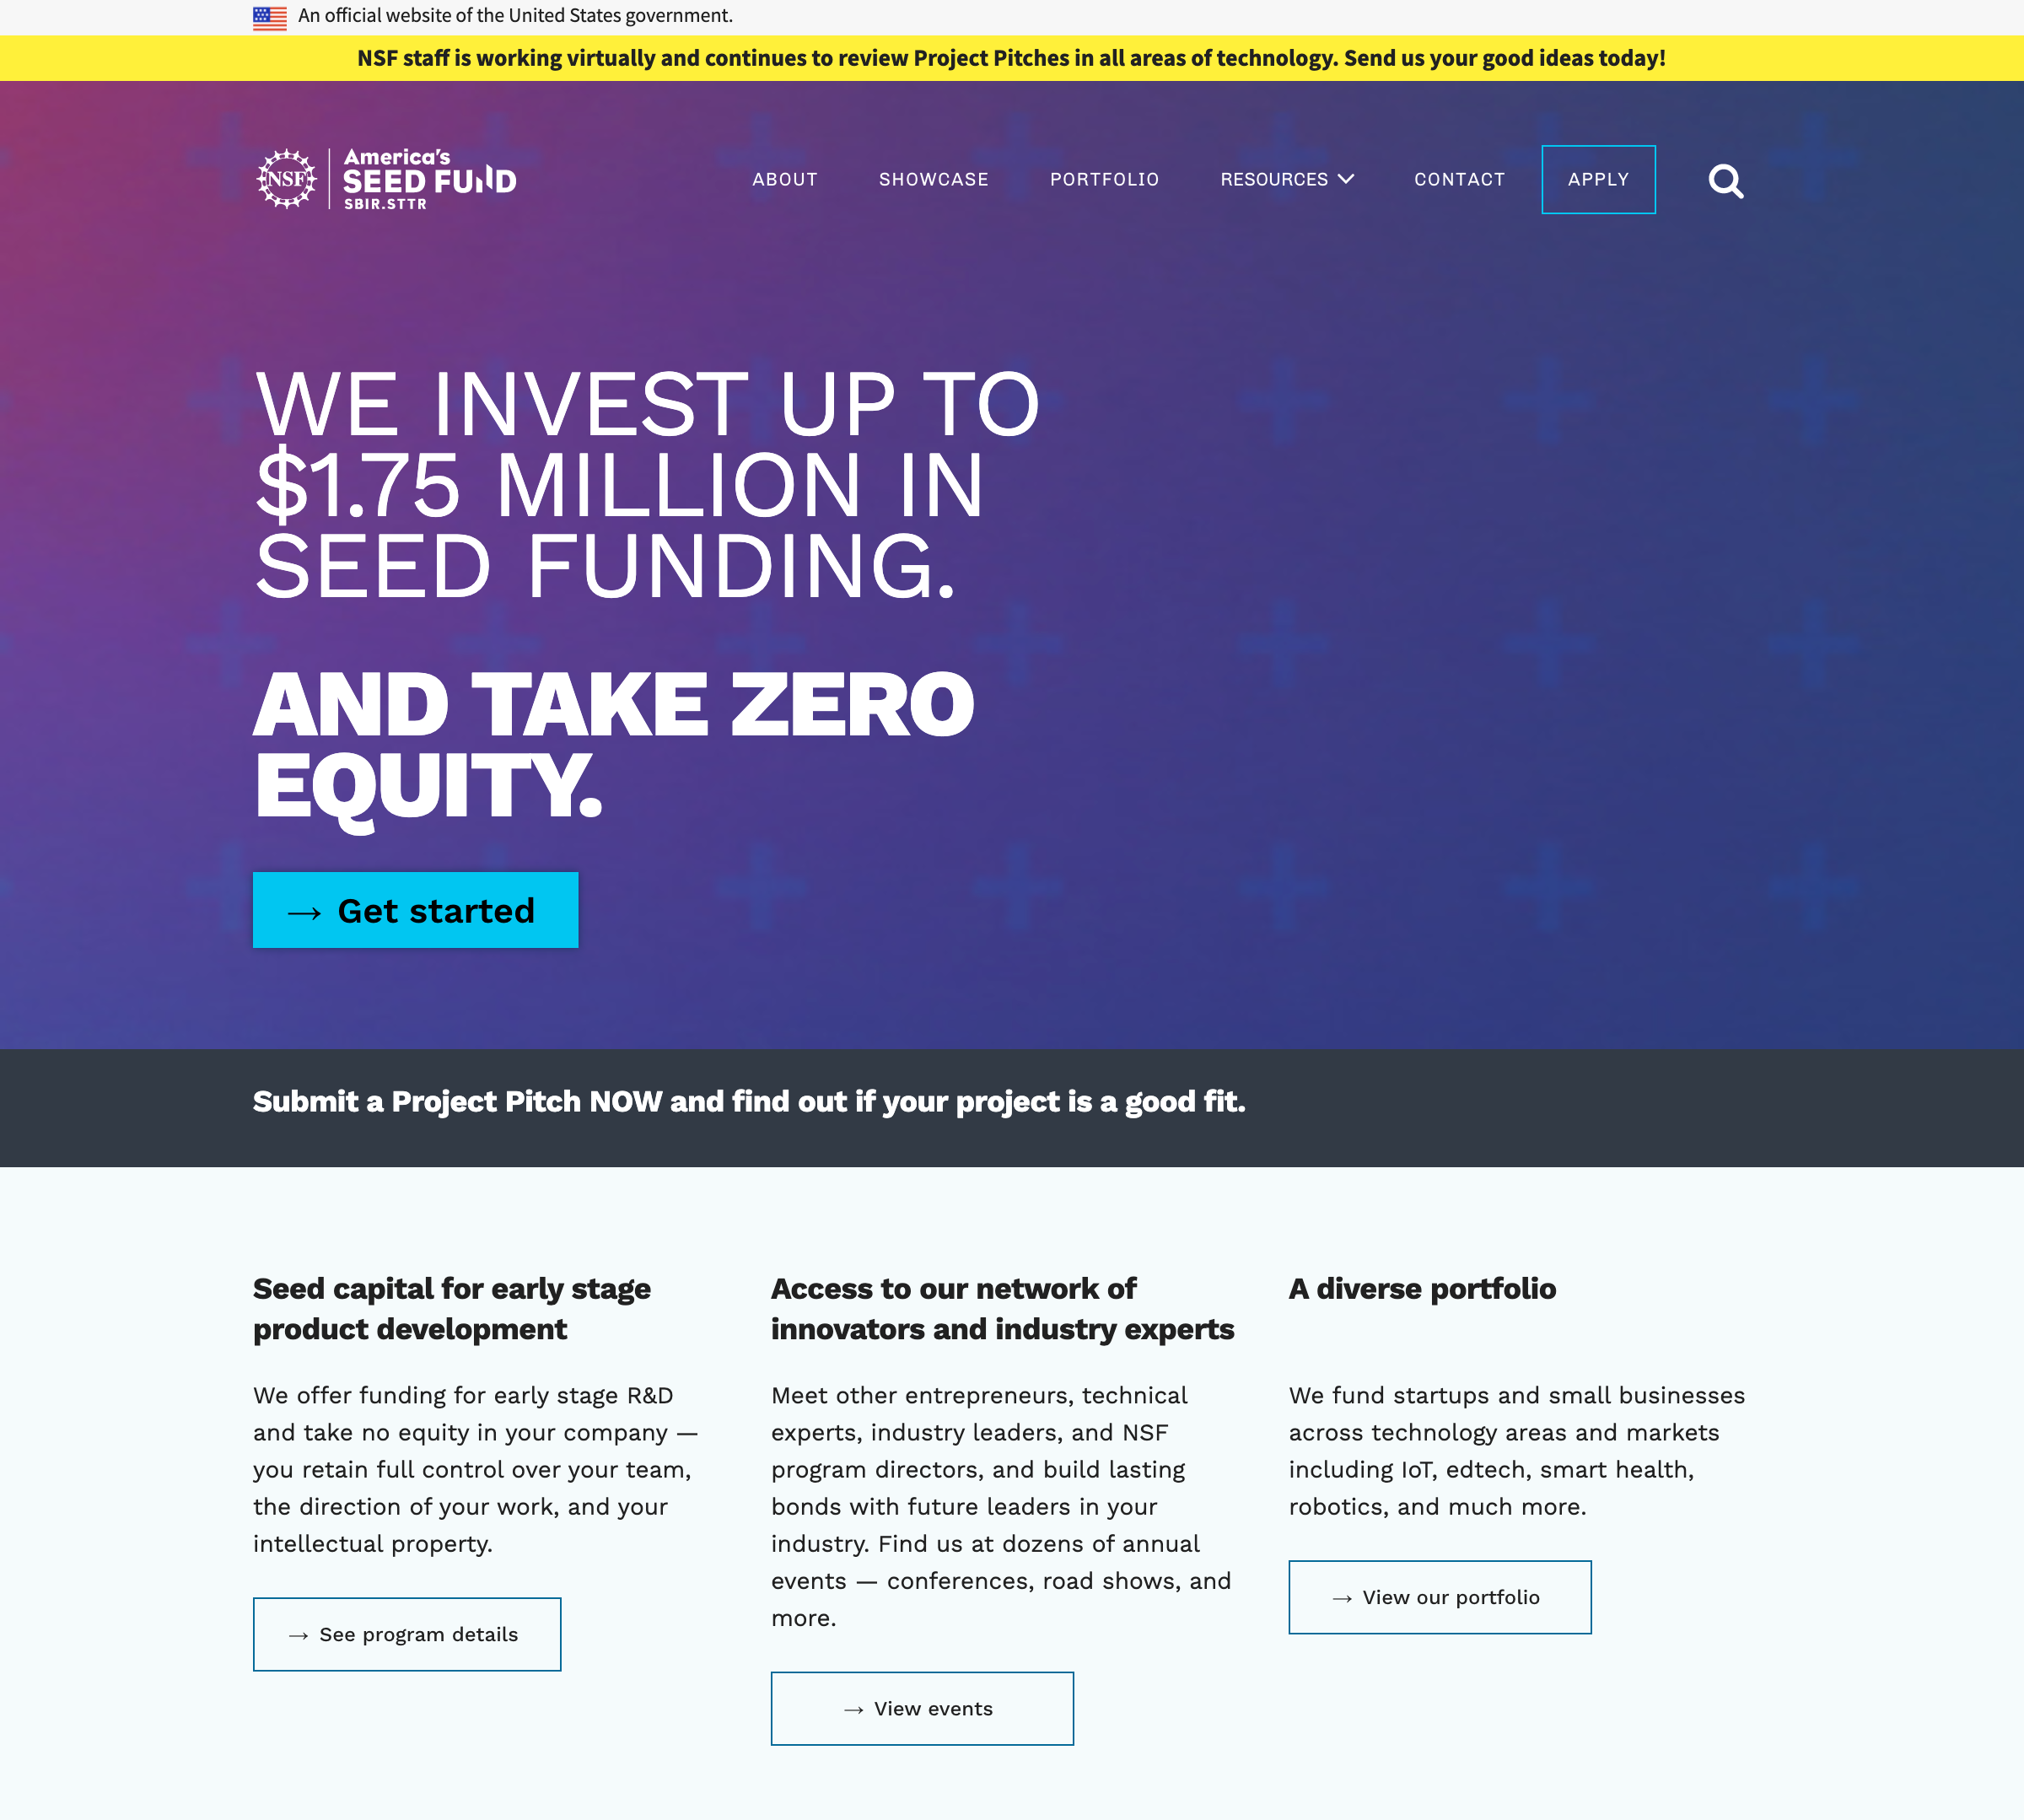 An official website of the United States government.
NSF staff is working virtually and continues to review Project Pitches in all areas of technology. Send us your good ideas today!
NSF
America's
SEED FUND
SBIR.STTR
ABOUT
SHOWCASE
PORTFOLIO
RESOURCES
CONTACT
APPLY
WE INVEST UP TO
$1.75 MILLION IN
SEED FUNDING.
AND TAKE ZERO
EQUITY.
→ Get started
Submit a Project Pitch NOW and find out if your project is a good fit.
Seed capital for early stage
product development
We offer funding for early stage R&D
and take no equity in your company —
you retain full control over your team,
the direction of your work, and your
intellectual property.
→ See program details
Access to our network of
innovators and industry experts
Meet other entrepreneurs, technical
experts, industry leaders, and NSF
program directors, and build lasting
bonds with future leaders in your
industry. Find us at dozens of annual
events — conferences, road shows, and
more.
→ View events
A diverse portfolio
We fund startups and small businesses
across technology areas and markets
including IoT, edtech, smart health,
robotics, and much more.
→ View our portfolio